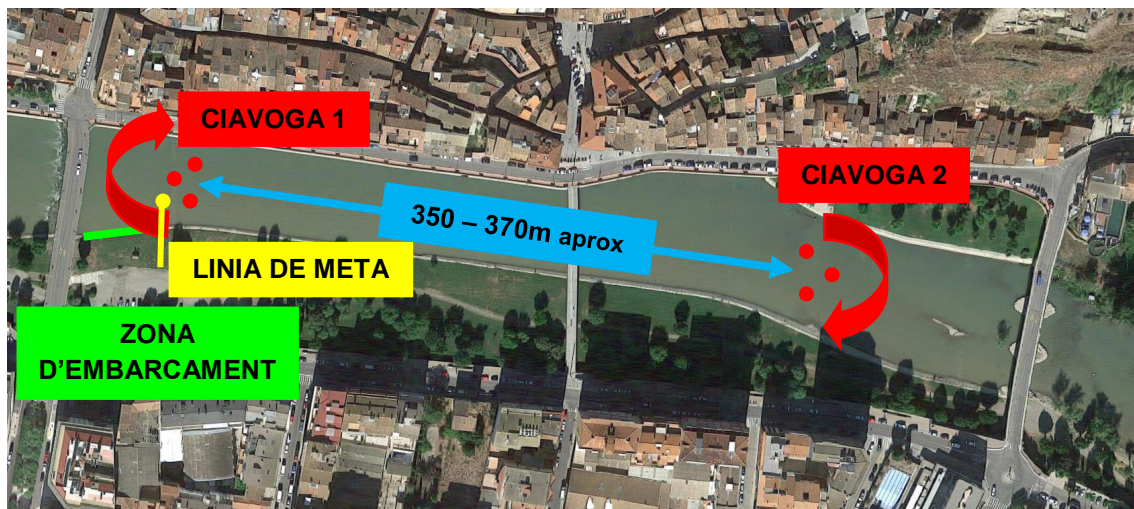 CIAVOGA 1
CIAVOGA 2
350 – 370m aprox
LINIA DE META
ZONA
D'EMBARCAMENT